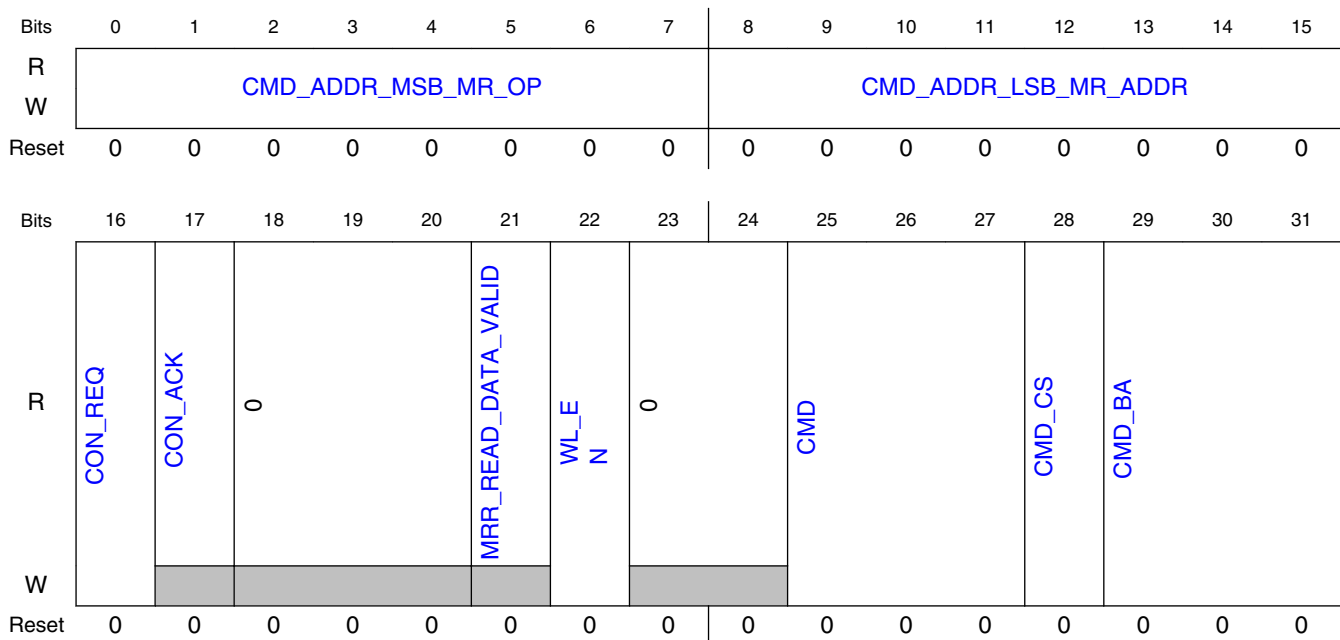 Bits 0 1 2 3 4 5 6 7 8 9 10 11 12 13 14 15
R
CMD_ADDR_MSB_MR_OP CMD_ADDR_LSB_MR_ADDR
W
Reset 0 0 0 0 0 0 0 0 0 0 0 0 0 0 0 0
Bits 16 17 18 19 20 21 22 23 24 25 26 27 28 29 30 31
R
CON_REQ
CON_ACK
0
MRR_READ_DATA_VALID
WL_E
N
0
CMD
CMD_CS
CMD_BA
W
Reset 0 0 0 0 0 0 0 0 0 0 0 0 0 0 0 0